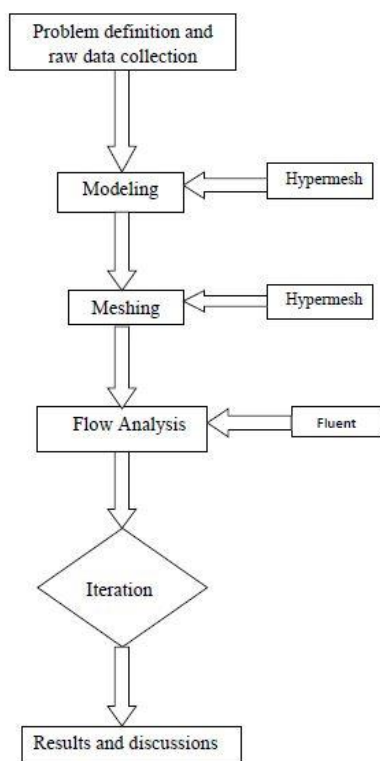 Problem definition and
raw data collection
Modeling
Hypermesh
Meshing
Hypermesh
Flow Analysis
Fluent
Iteration
Results and discussions